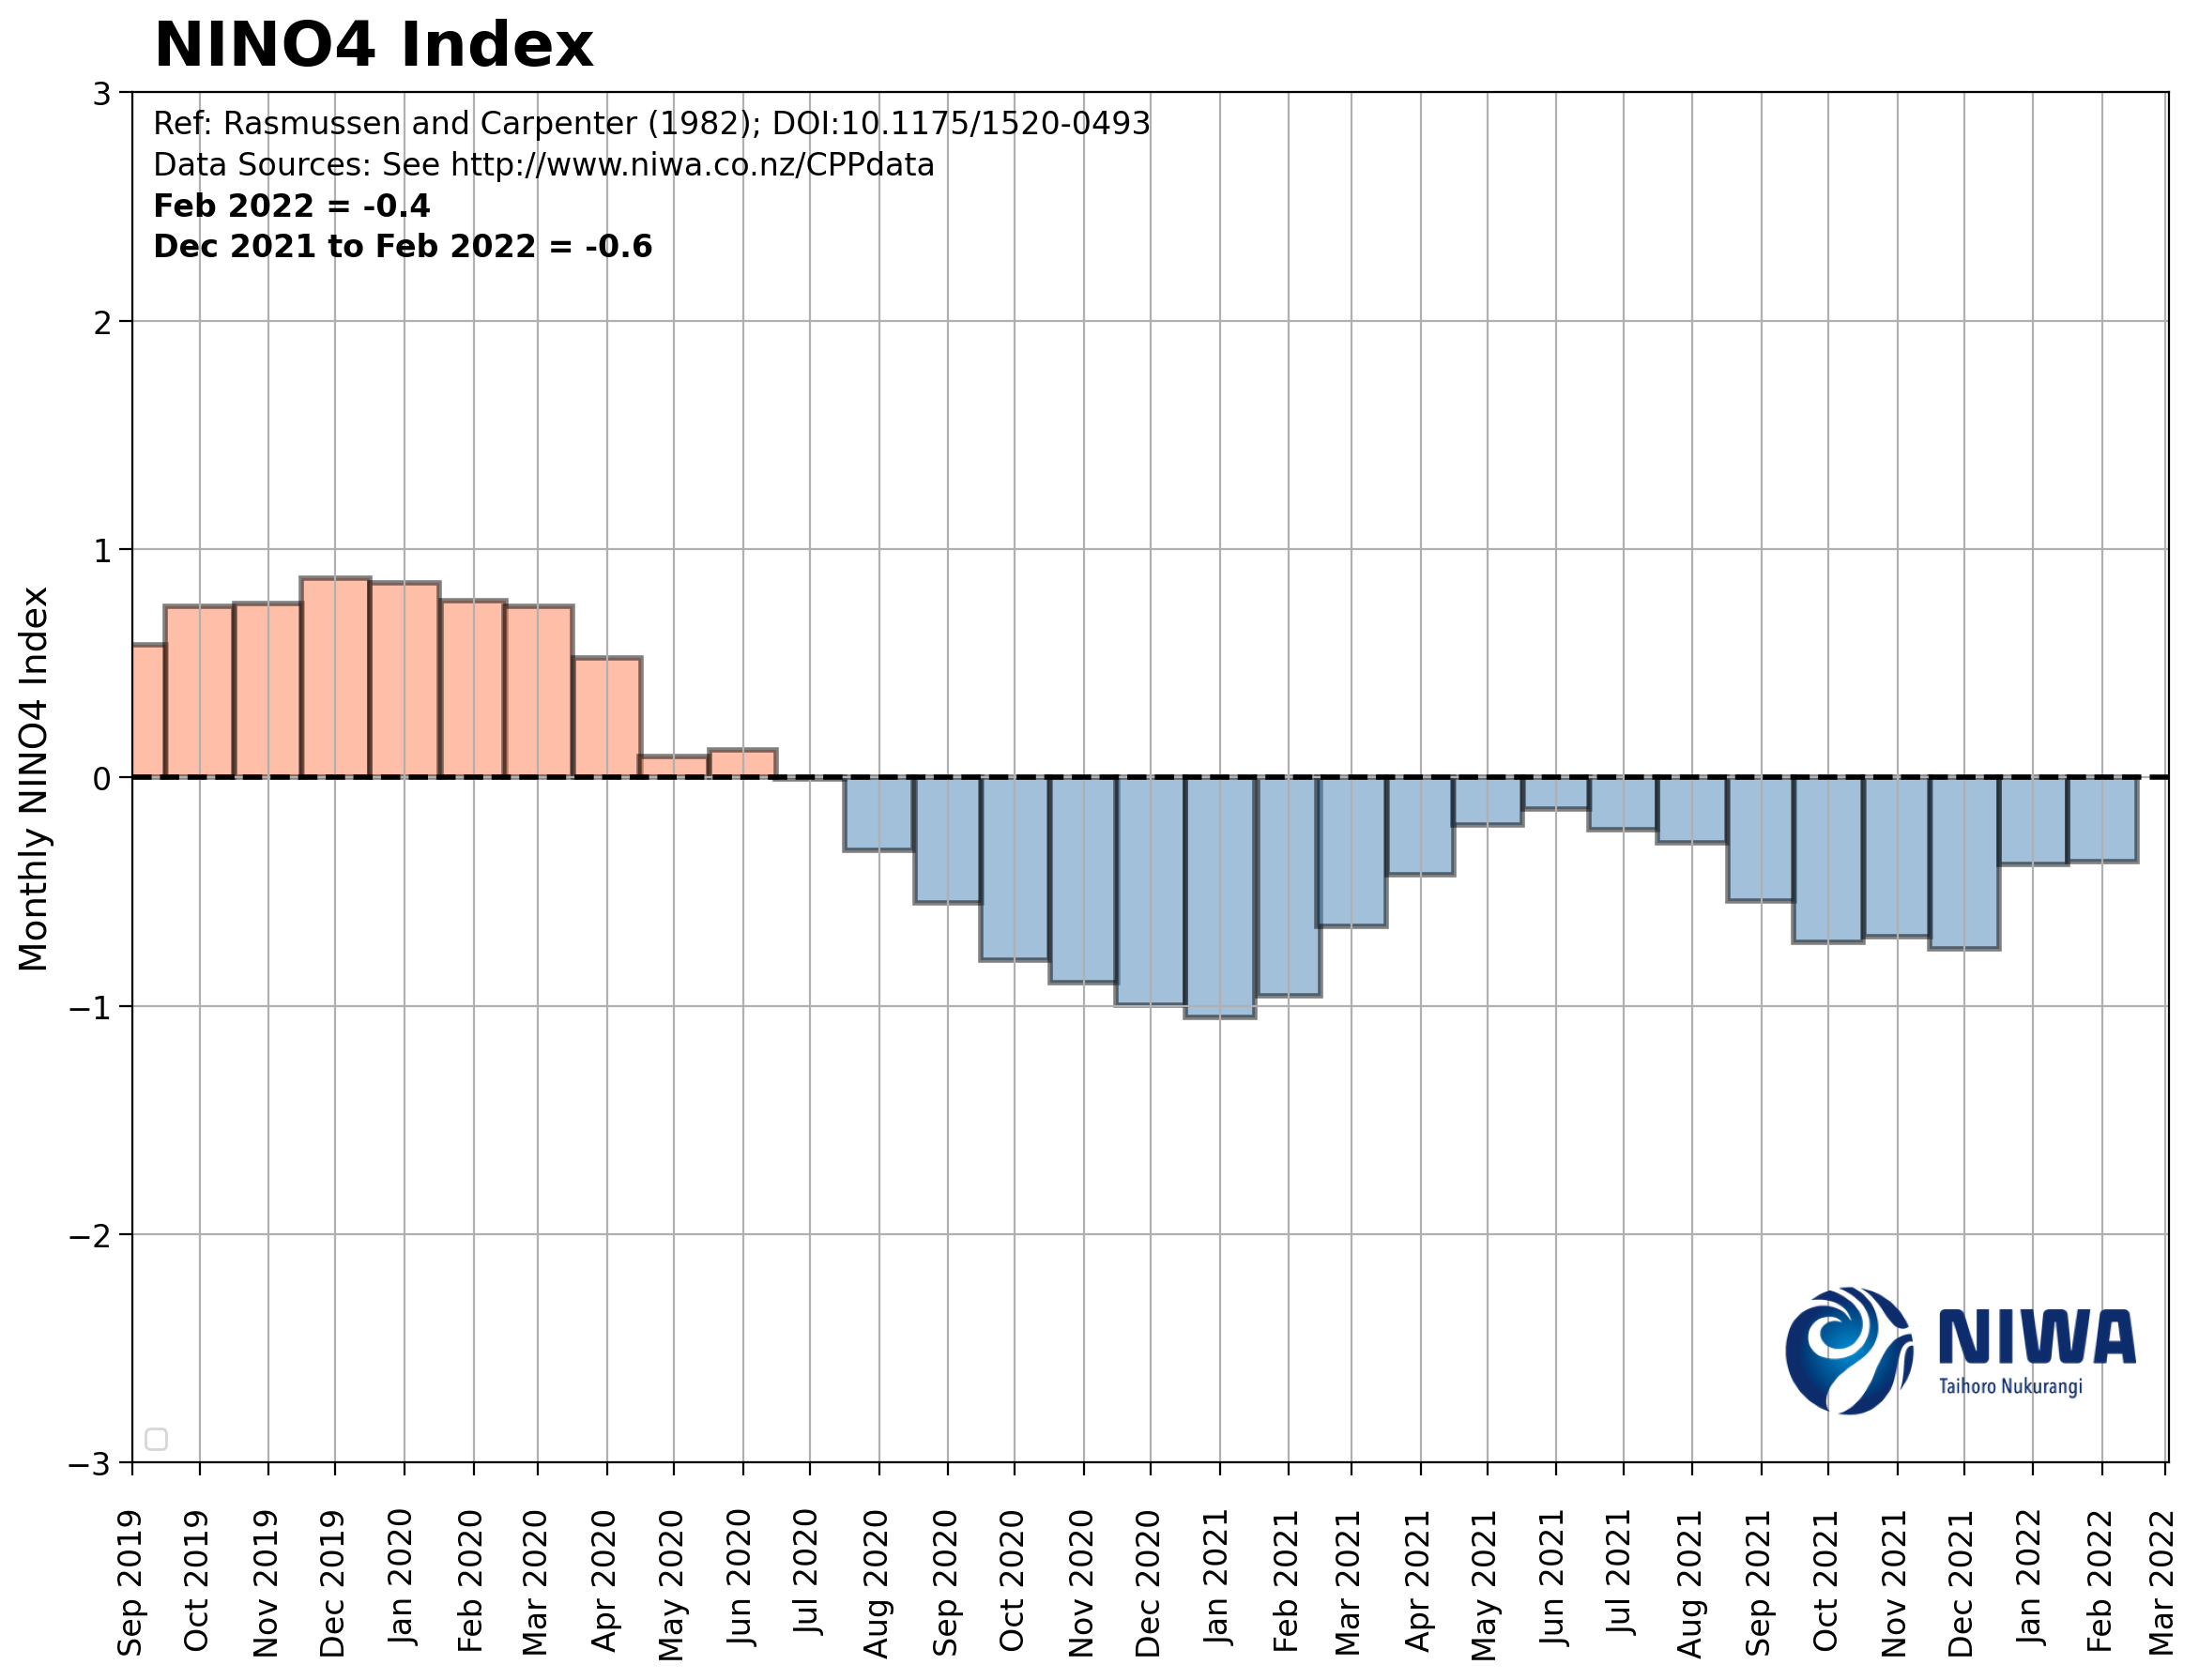 NINO4 Index
Ref: Rasmussen and Carpenter (1982); DOI:10.1175/1520-0493
Data Sources: See http://www.niwa.co.nz/CPPdata
Feb 2022 = -0.4
Dec 2021 to Feb 2022 = -0.6
Monthly NINO4 Index
3
2
1
0
−1
−2
−3
NIWA
Taihoro Nukurangi
Sep 2019
Oct 2019
Nov 2019
Dec 2019
Jan 2020
Feb 2020
Mar 2020
Apr 2020
May 2020
Jun 2020
Jul 2020
Aug 2020
Sep 2020
Oct 2020
Nov 2020
Dec 2020
Jan 2021
Feb 2021
Mar 2021
Apr 2021
May 2021
Jun 2021
Jul 2021
Aug 2021
Sep 2021
Oct 2021
Nov 2021
Dec 2021
Jan 2022
Feb 2022
Mar 2022